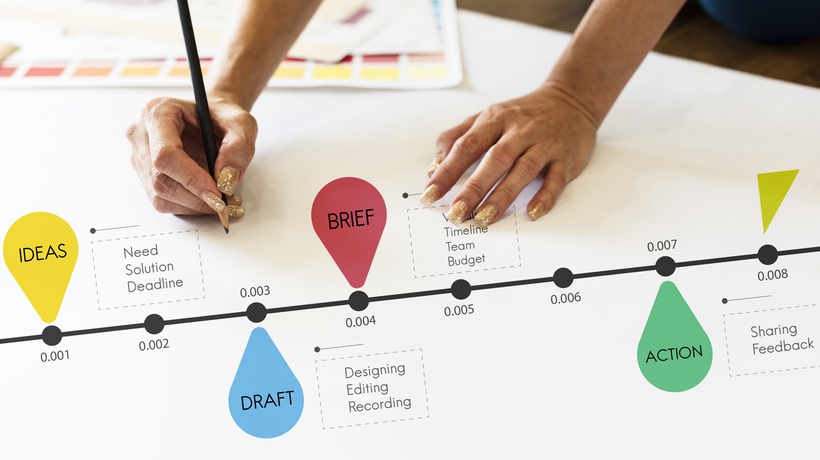 IDEAS
Need
Solution
Deadline
BRIEF
Timeline
Team
Budget
0.001
0.002
0.003
0.004
0.005
0.006
0.007
0.008
DRAFT
Designing
Editing
Recording
ACTION
Sharing
Feedback